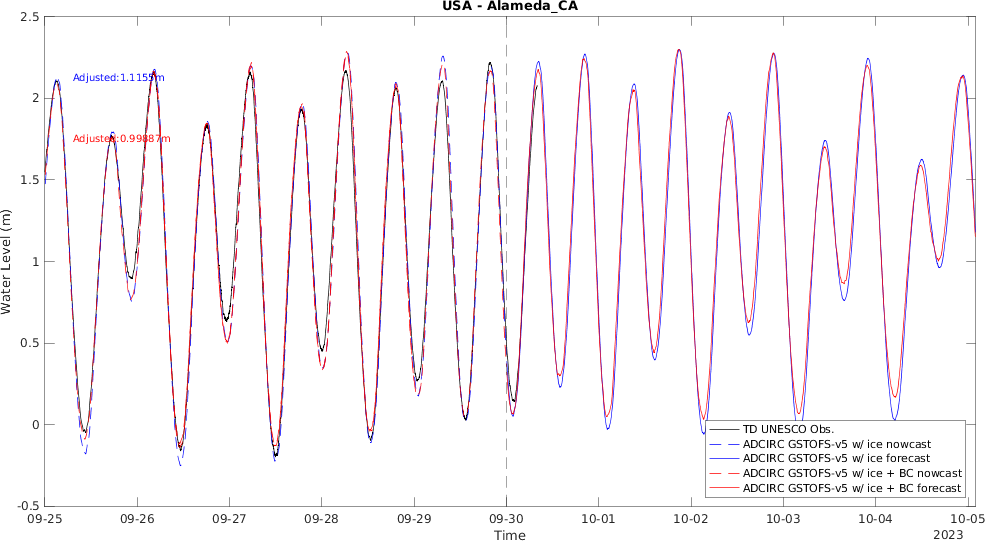 USA - Alameda_CA
2.5
2
1.5
1
0.5
0
-0.5
Water Level (m)
Adjusted:1.1155m
Adjusted:0.99887m
TD UNESCO Obs.
ADCIRC GSTOFS-v5 w/ ice nowcast
ADCIRC GSTOFS-v5 w/ ice forecast
ADCIRC GSTOFS-v5 w/ ice + BC nowcast
ADCIRC GSTOFS-v5 w/ ice + BC forecast
09-25 09-26 09-27 09-28 09-29 09-30 10-01 10-02 10-03 10-04 10-05
Time
2023